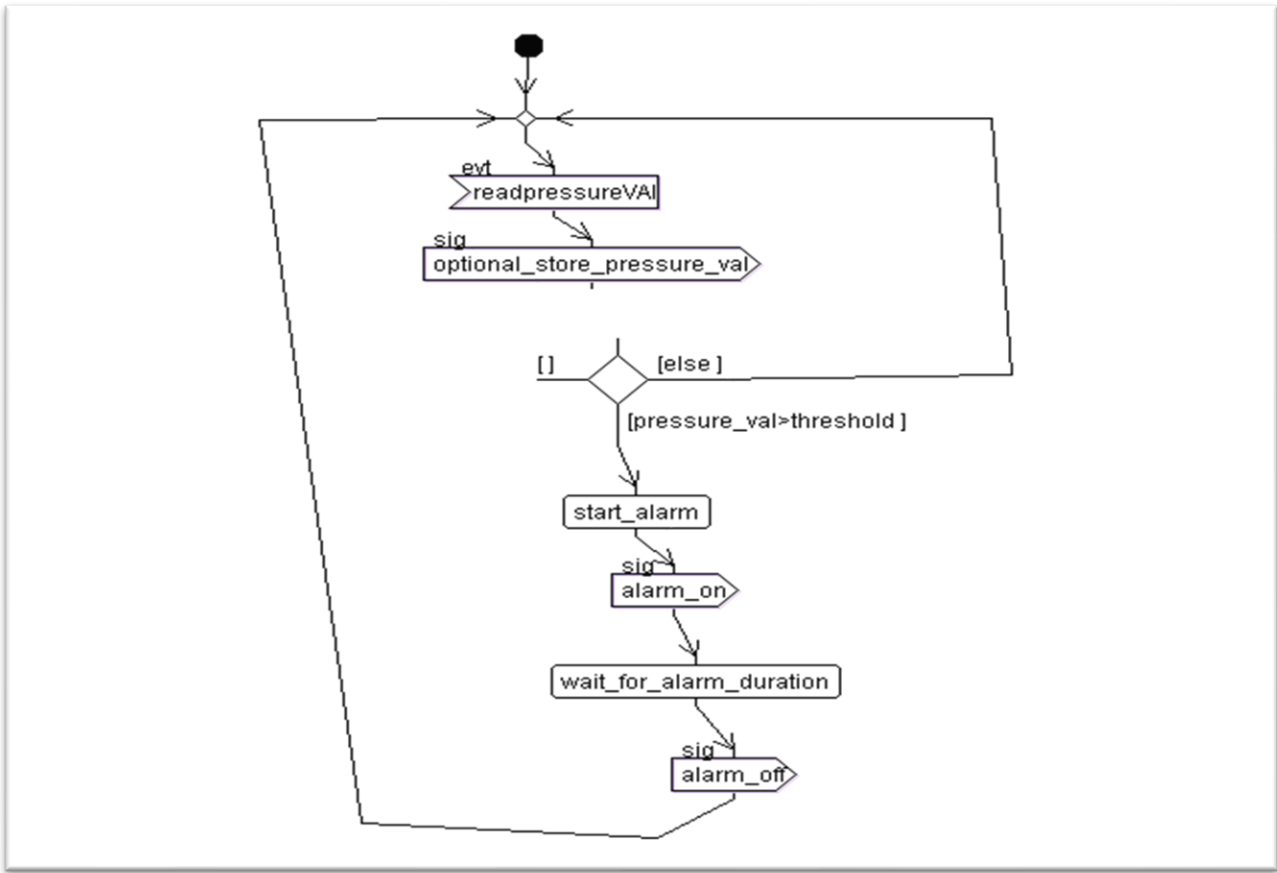 evt
readpressureVAl
sig
optional_store_pressure_val
[ ]
[else ]
[pressure_val>threshold ]
start_alarm
sig
alarm_on
wait_for_alarm_duration
sig
alarm_off